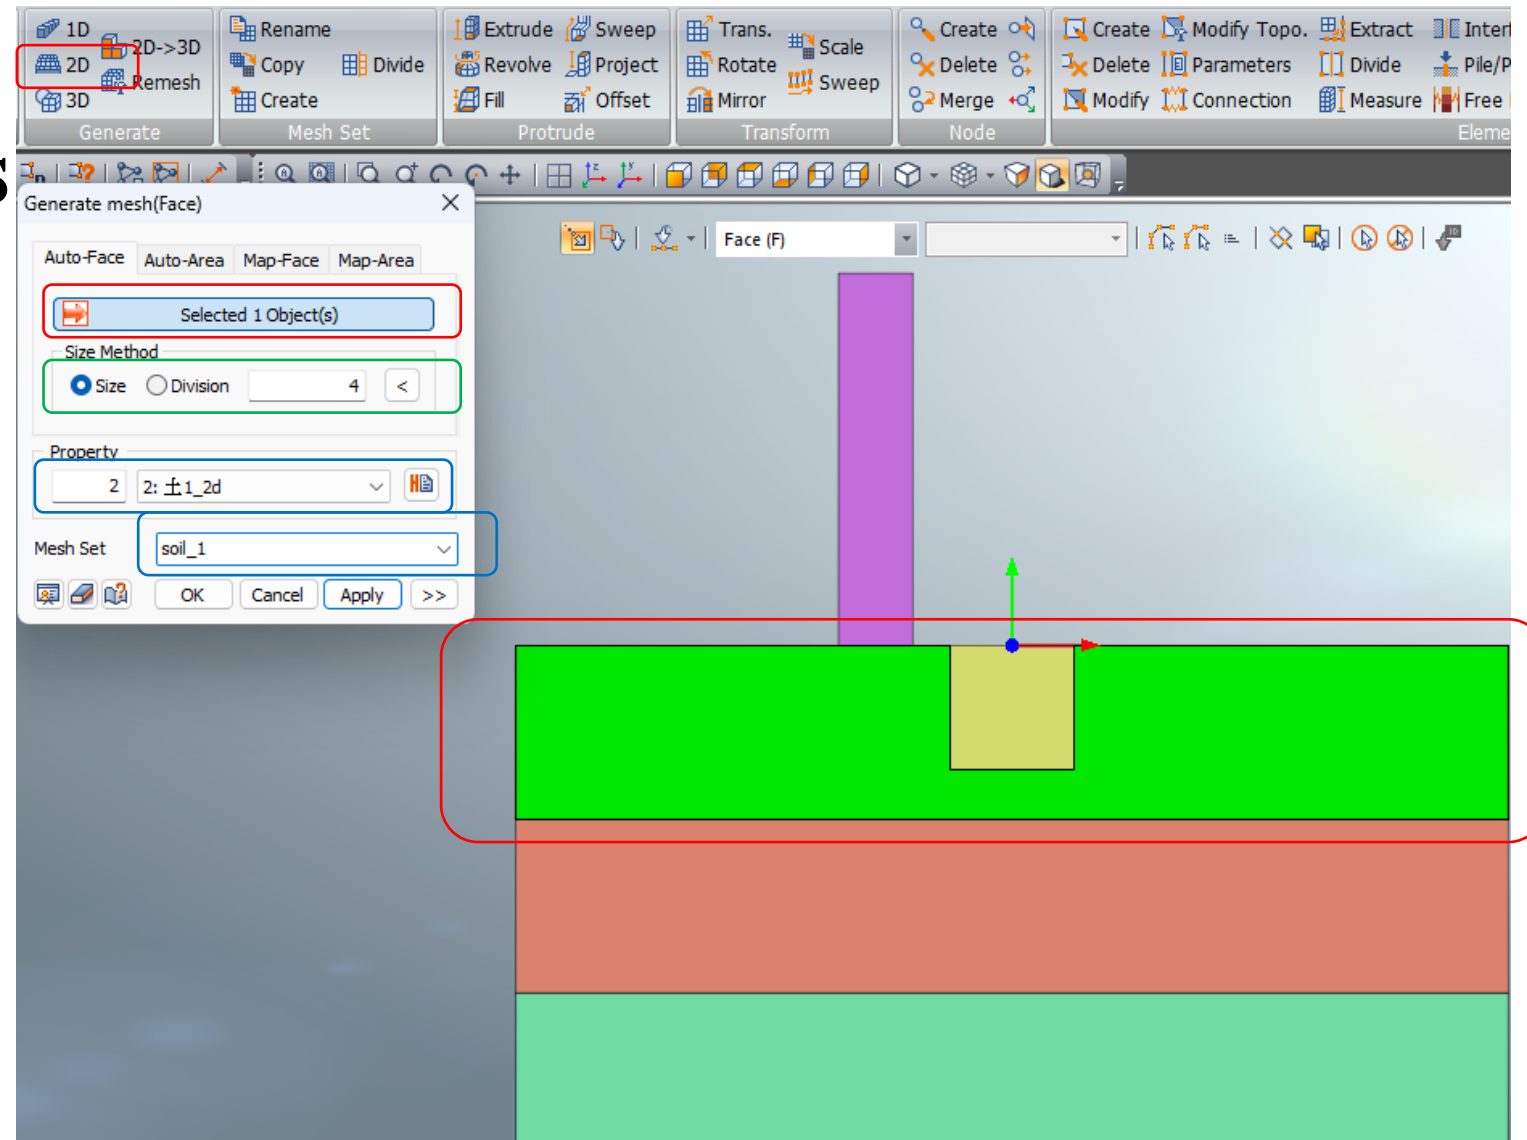 1D
2D->3D
2D
Remesh
3D
Generate
Rename
Copy Divide
Create
Mesh Set
Extrude Sweep
Revolve Project
Fill Offset
Protrude
Trans.
Scale
Rotate
Sweep
Mirror
Transform
Create
Delete
Merge
Node
Create Modify Topo. Extract Interf
Delete Parameters Divide Pile/P
Modify Connection Measure Free
Eleme
S
Generate mesh(Face)
Auto-Face Auto-Area Map-Face Map-Area
Selected 1 Object(s)
Size Method
Size Division 4 <
Property
2 2: 土1_2d
Mesh Set soil_1
OK Cancel Apply >>
Face (F)